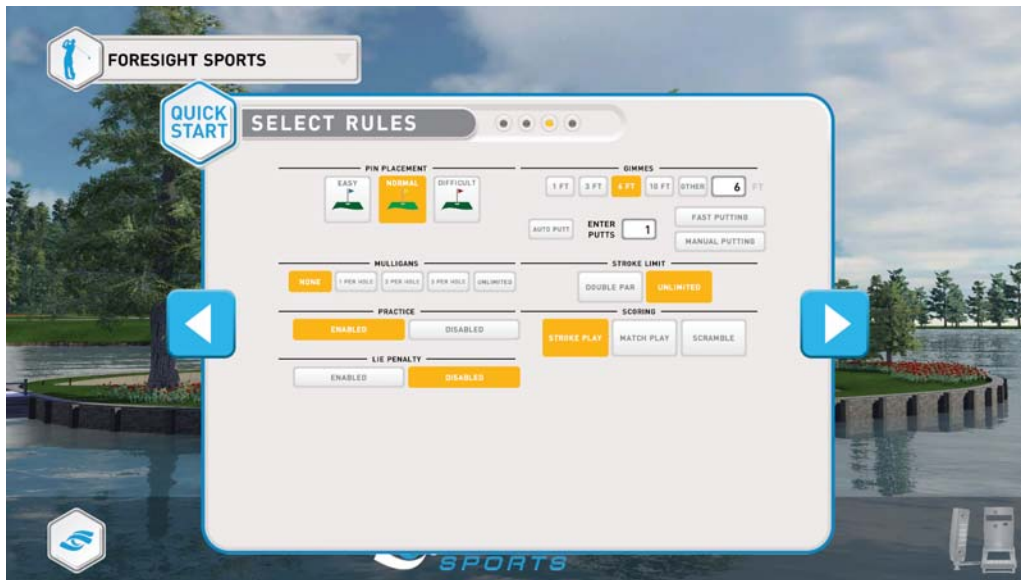 FORESIGHT SPORTS
QUICK
START
SELECT RULES
PIN PLACEMENT
EASY
NORMAL
DIFFICULT
GIMMES
1 FT
3 FT
6 FT
10 FT
OTHER
6
FT
AUTO PUTT
ENTER
PUTTS
1
FAST PUTTING
MANUAL PUTTING
MULLIGANS
NONE
1 PER HOLE
2 PER HOLE
3 PER HOLE
UNLIMITED
STROKE LIMIT
DOUBLE PAR
UNLIMITED
PRACTICE
ENABLED
DISABLED
SCORING
STROKE PLAY
MATCH PLAY
SCRAMBLE
LIE PENALTY
ENABLED
DISABLED
SPORTS